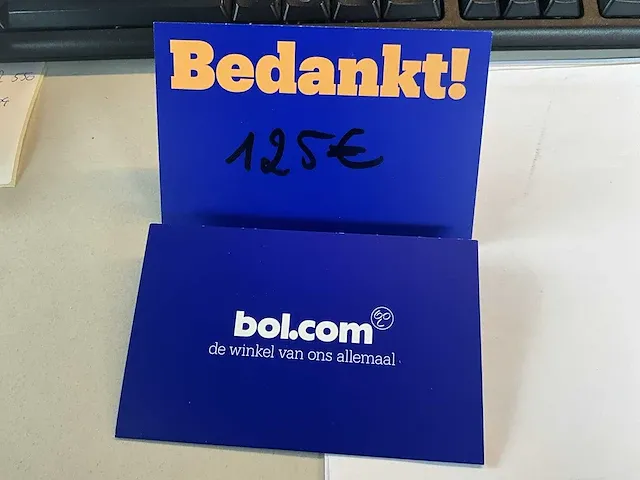 Bedankt!
125€
bol.com
de winkel van ons allemaal